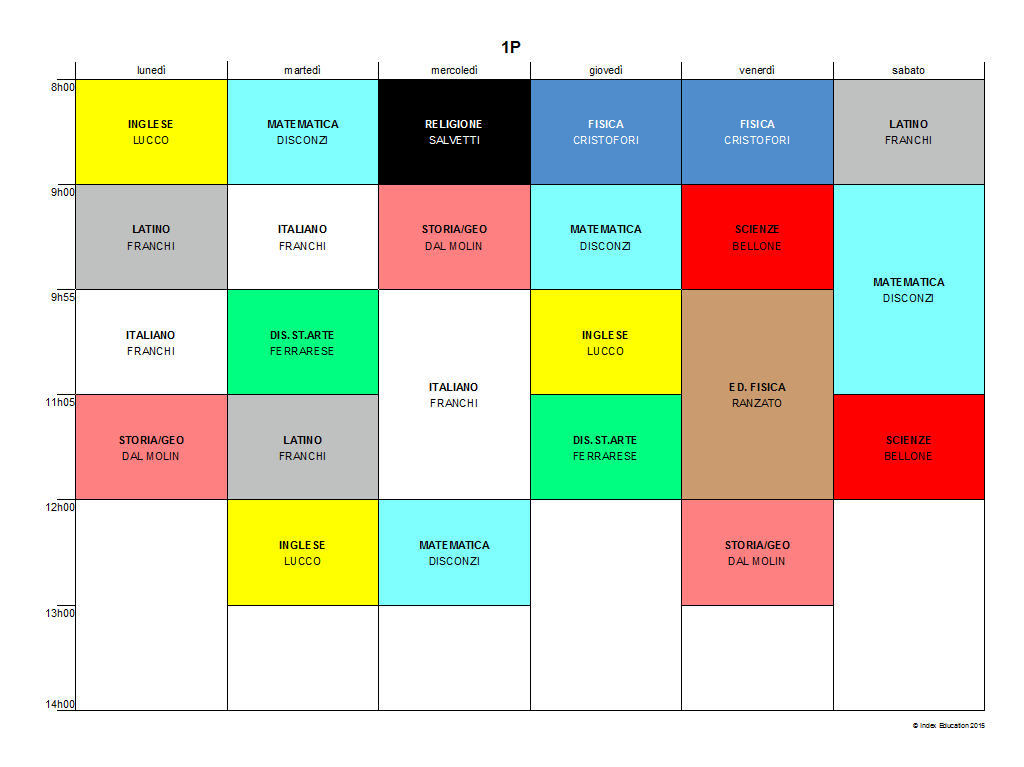 1P
lunedì martedì mercoledì giovedì venerdì sabato
8h00
INGLESE MATEMATICA RELIGIONE FISICA FISICA LATINO
LUCCO DISCONZI SALVETTI CRISTOFORI CRISTOFORI FRANCHI
9h00
LATINO ITALIANO STORIA/GEO MATEMATICA SCIENZE
FRANCHI FRANCHI DAL MOLIN DISCONZI BELLONE
MATEMATICA
DISCONZI
9h55
ITALIANO DIS.ST.ARTE INGLESE
FRANCHI FERRARESE LUCCO
ITALIANO ED. FISICA
FRANCHI RANZATO
11h05
STORIA/GEO LATINO DIS.ST.ARTE SCIENZE
DAL MOLIN FRANCHI FERRARESE BELLONE
12h00
INGLESE MATEMATICA STORIA/GEO
LUCCO DISCONZI DAL MOLIN
13h00
14h00
© Index Education 2015